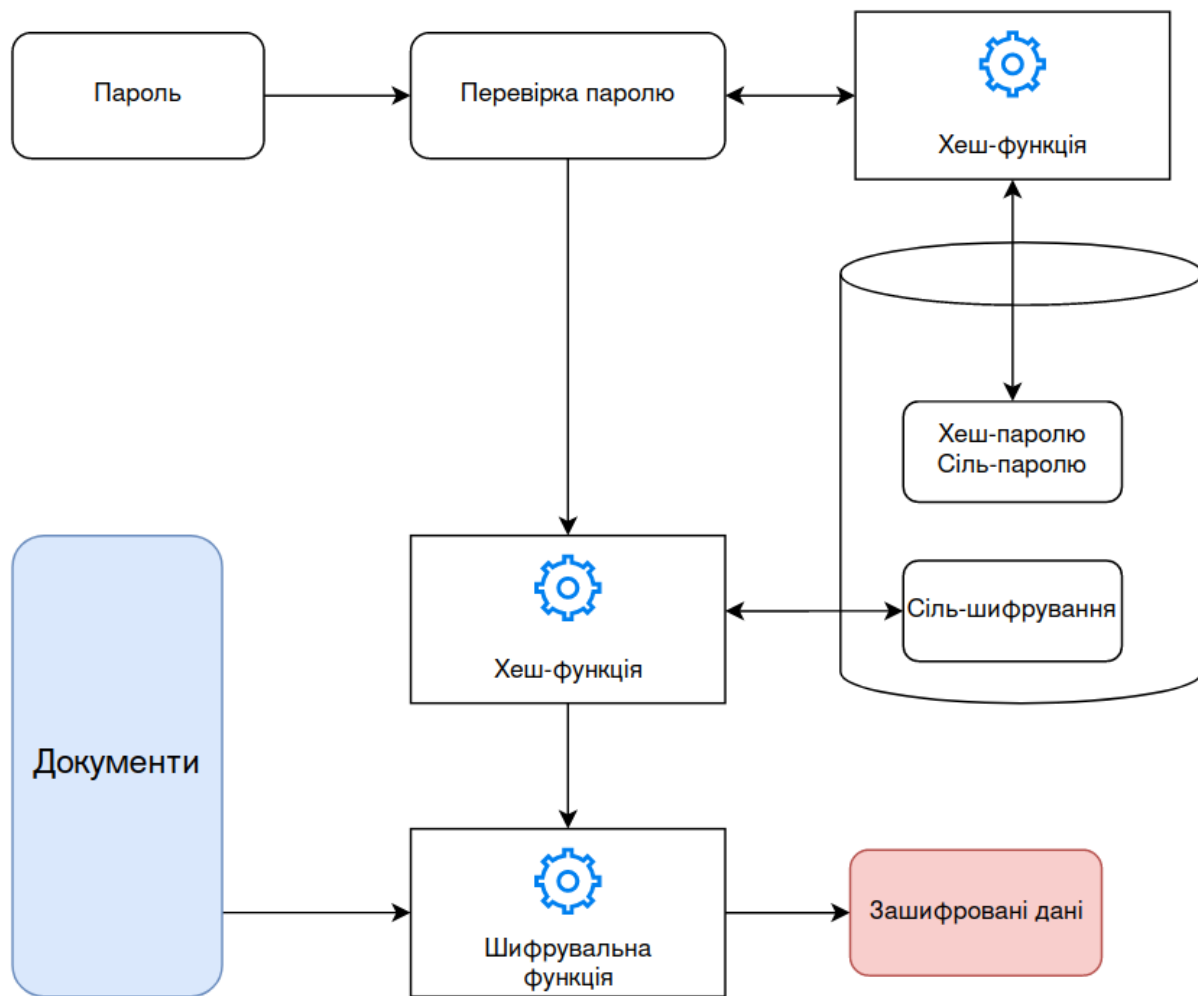 Пароль
Перевірка паролю
Хеш-функція
Хеш-паролю
Сіль-паролю
Хеш-функція
Сіль-шифрування
Документи
Шифрувальна
функція
Зашифровані дані